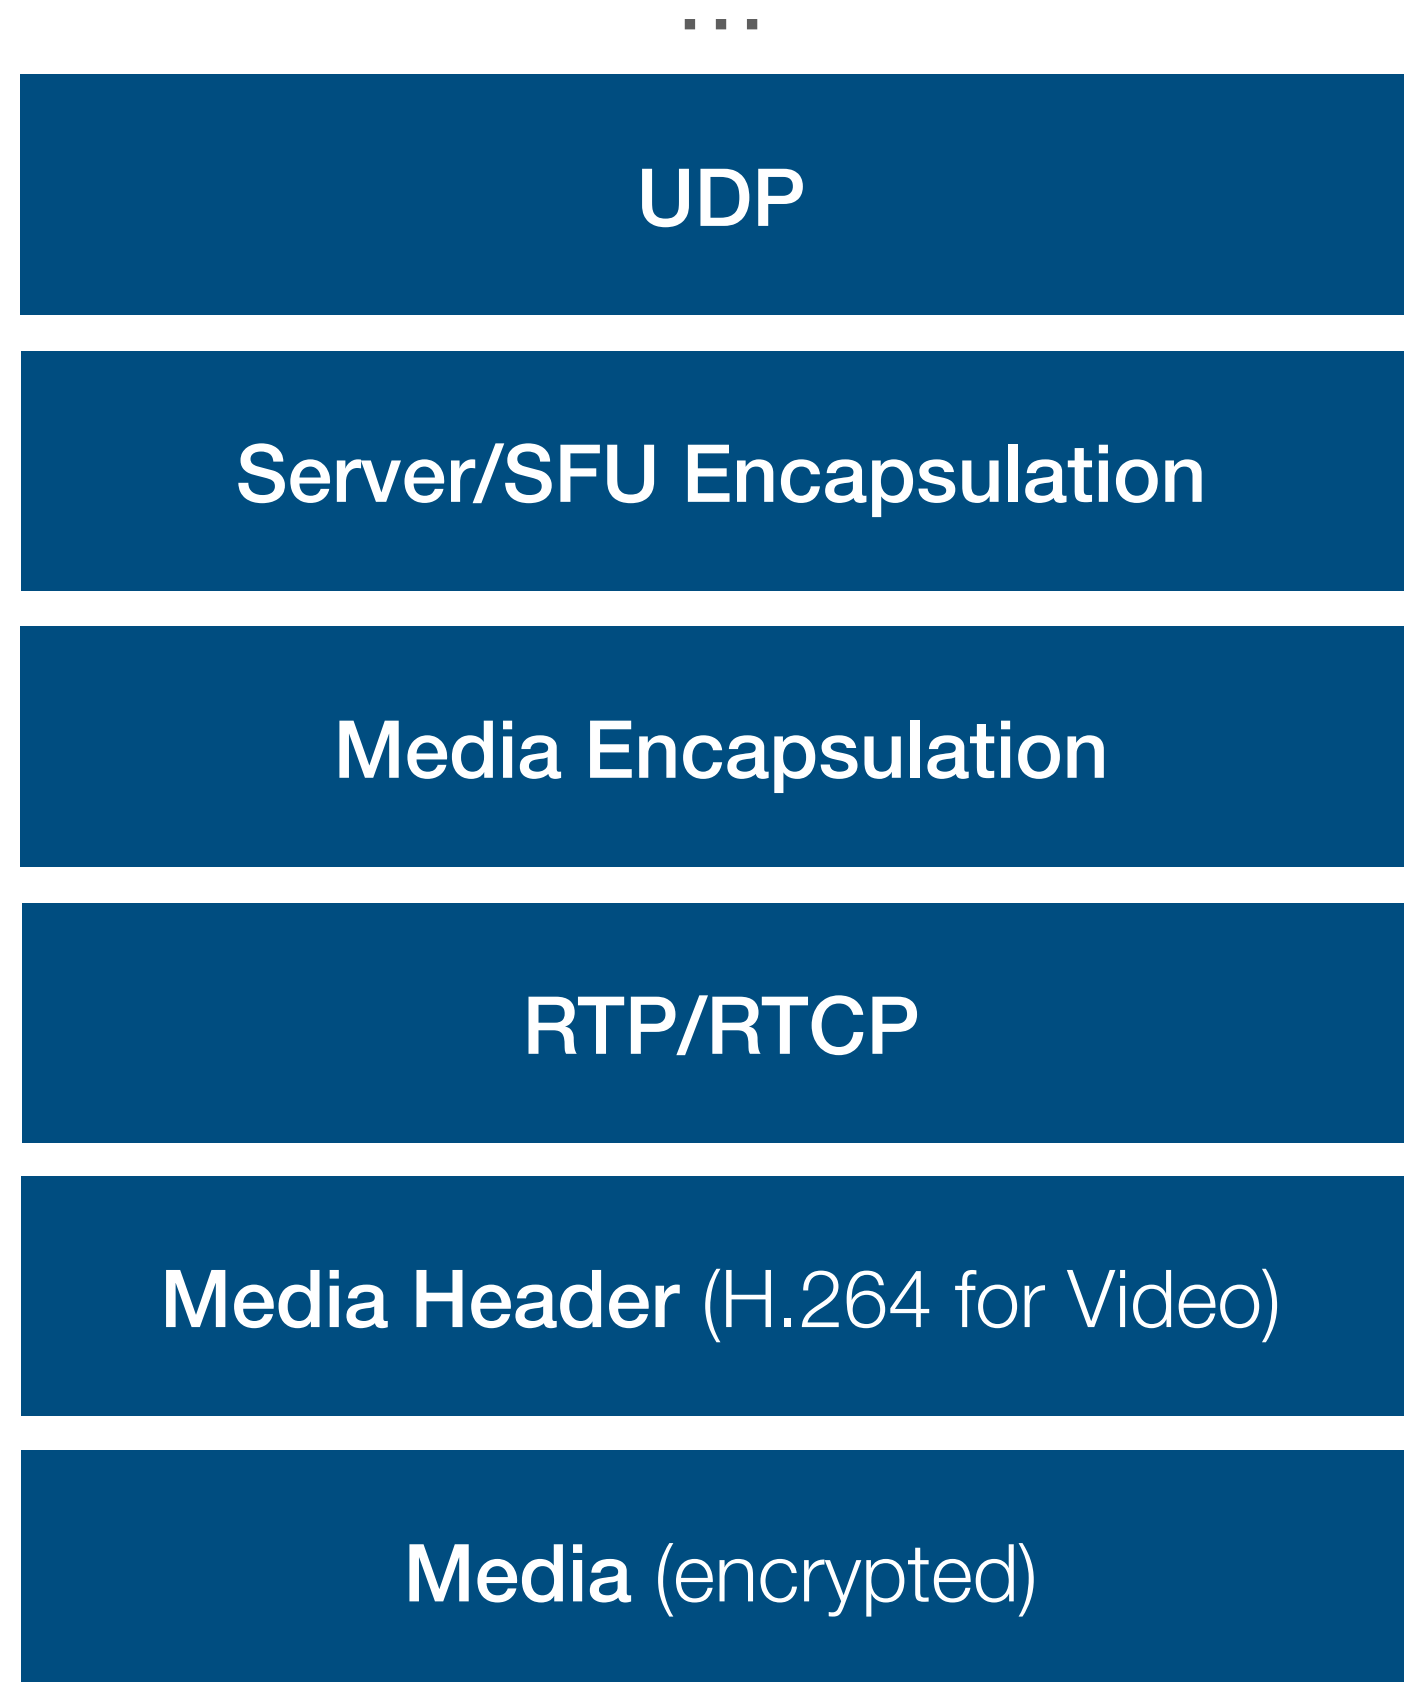 ...
UDP
Server/SFU Encapsulation
Media Encapsulation
RTP/RTCP
Media Header (H.264 for Video)
Media (encrypted)